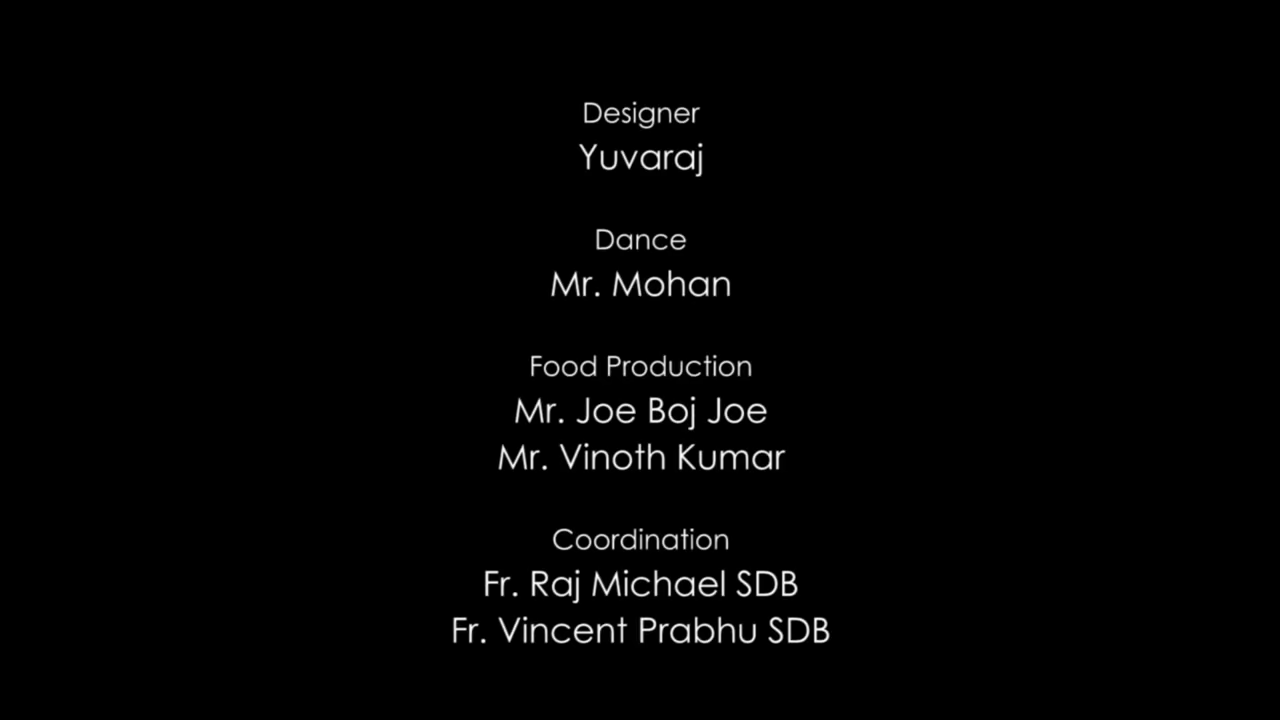 Designer
Yuvaraj
Dance
Mr. Mohan
Food Production
Mr. Joe Boj Joe
Mr. Vinoth Kumar
Coordination
Fr. Raj Michael SDB
Fr. Vincent Prabhu SDB